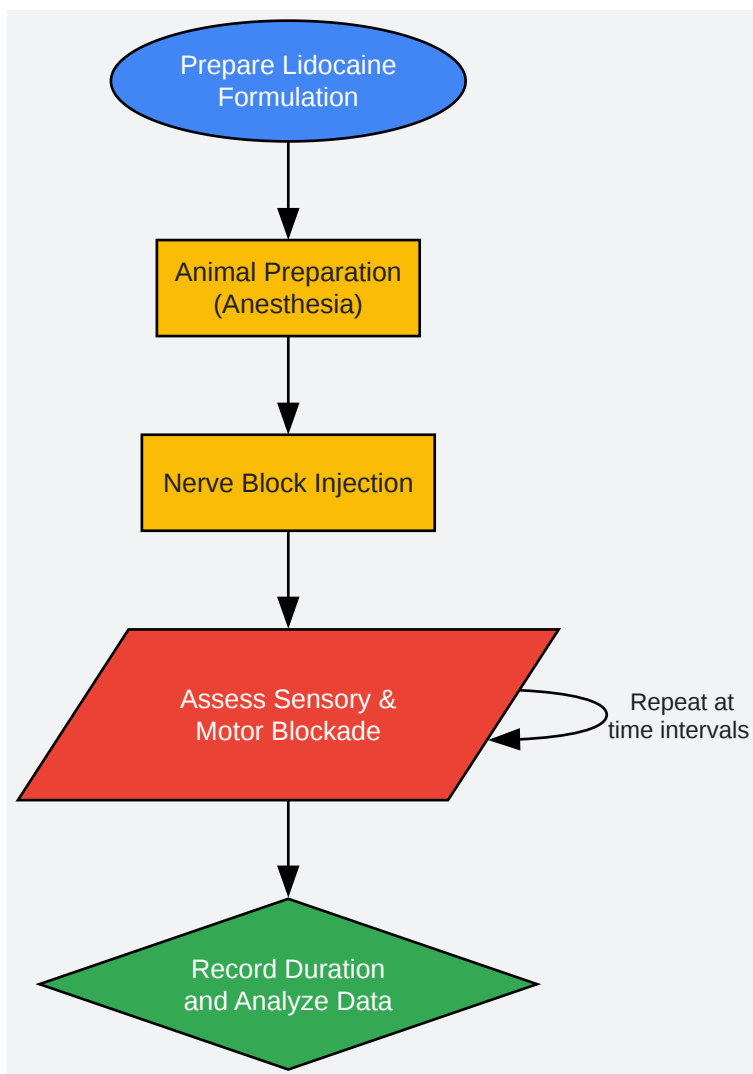 Prepare Lidocaine
Formulation
Animal Preparation
(Anesthesia)
Nerve Block Injection
Assess Sensory &
Motor Blockade
Repeat at
time intervals
Record Duration
and Analyze Data